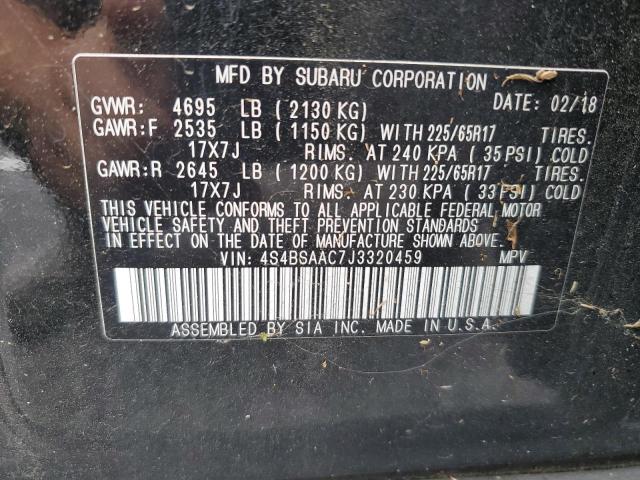 MFD BY SUBARU CORPORATION
GVWR: 4695 LB (2130 KG) DATE: 02/18
GAWR:F 2535 LB (1150 KG) WITH 225/65R17 TIRES.
17X7J RIMS. AT 240 KPA (35 PSI) COLD
GAWR:R 2645 LB (1200 KG) WITH 225/65R17 TIRES.
17X7J RIMS. AT 230 KPA (33 PSI) COLD
THIS VEHICLE CONFORMS TO ALL APPLICABLE FEDERAL MOTOR
VEHICLE SAFETY AND THEFT PREVENTION STANDARDS
IN EFFECT ON THE DATE OF MANUFACTURE SHOWN ABOVE.
VIN: 4S4BSAAC7J3320459 MPV
ASSEMBLED BY SIA INC. MADE IN U.S.A.